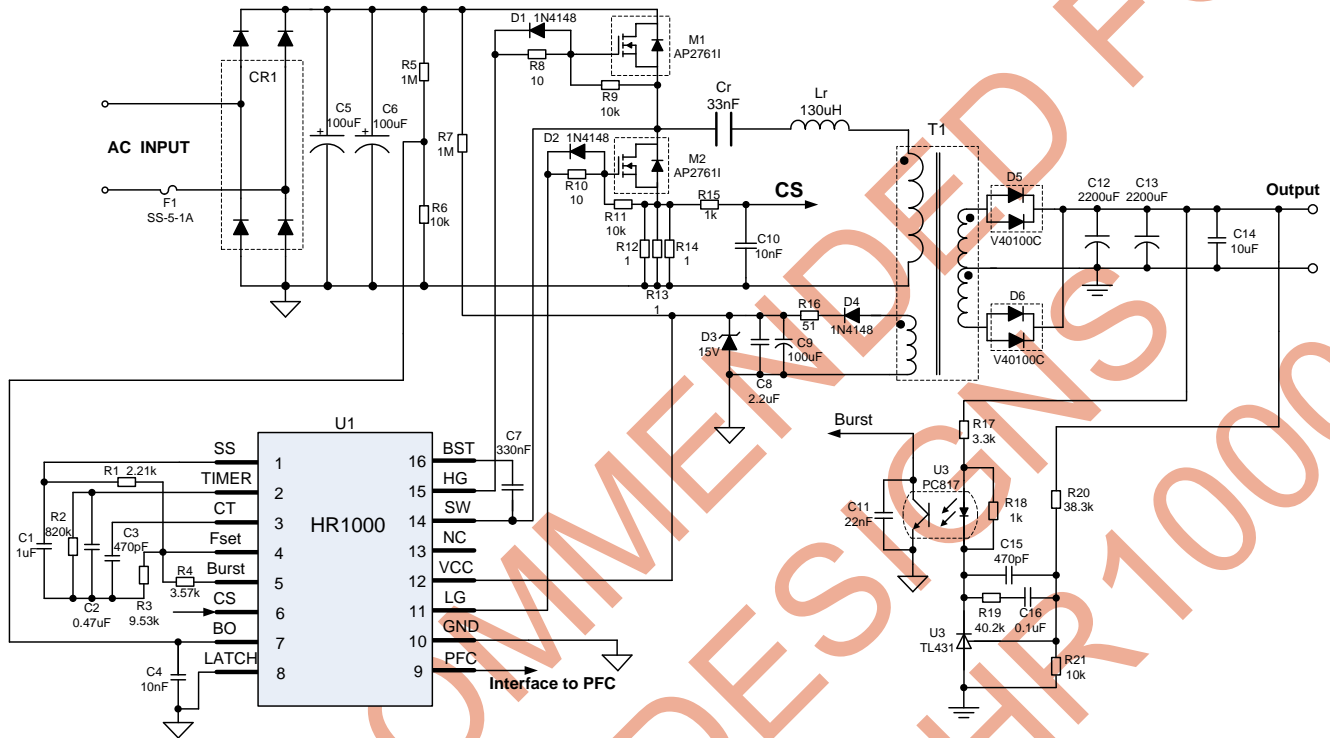 D1 1N4148
M1
AP2761I
R8
10
R9
10k
CR1
C5
100uF
+
C6
100uF
+
R5
1M
R7
1M
Cr
33nF
Lr
130uH
T1
AC INPUT
F1
SS-5-1A
D2 1N4148
M2
AP2761I
R10
10
R11
10k
R15
1k
CS
R6
10k
R12
1
R14
1
R13
1
C10
10nF
D5
V40100C
C12
2200uF
C13
2200uF
Output
C14
10uF
D6
V40100C
R16
51
D4
1N4148
D3
15V
C9
100uF
C8
2.2uF
U1
HR1000
SS
1
TIMER
2
CT
3
Fset
4
Burst
5
CS
6
BO
7
LATCH
8
16
BST
15
HG
14
SW
13
NC
12
VCC
11
LG
10
GND
9
PFC
Interface to PFC
C7
330nF
R1 2.21k
R2
820k
C3
470pF
C1
1uF
R4
3.57k
C2
0.47uF
R3
9.53k
C4
10nF
Burst
R17
3.3k
U3
PC817
C11
22nF
R18
1k
R20
38.3k
C15
470pF
R19
40.2k
C16
0.1uF
U3
TL431
R21
10k
OMMENDED FO
DESIGNS
HR1000